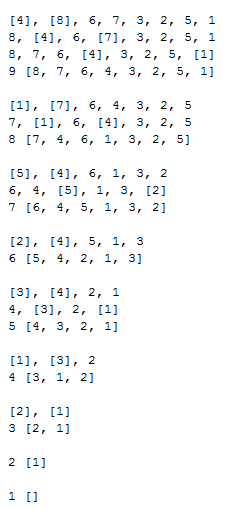 [4], [8], 6, 7, 3, 2, 5, 1
8, [4], 6, [7], 3, 2, 5, 1
8, 7, 6, [4], 3, 2, 5, [1]
9 [8, 7, 6, 4, 3, 2, 5, 1]
[1], [7], 6, 4, 3, 2, 5
7, [1], 6, [4], 3, 2, 5
8 [7, 4, 6, 1, 3, 2, 5]
[5], [4], 6, 1, 3, 2
6, 4, [5], 1, 3, [2]
7 [6, 4, 5, 1, 3, 2]
[2], [4], 5, 1, 3
6 [5, 4, 2, 1, 3]
[3], [4], 2, 1
4, [3], 2, [1]
5 [4, 3, 2, 1]
[1], [3], 2
4 [3, 1, 2]
[2], [1]
3 [2, 1]
2 [1]
1 []